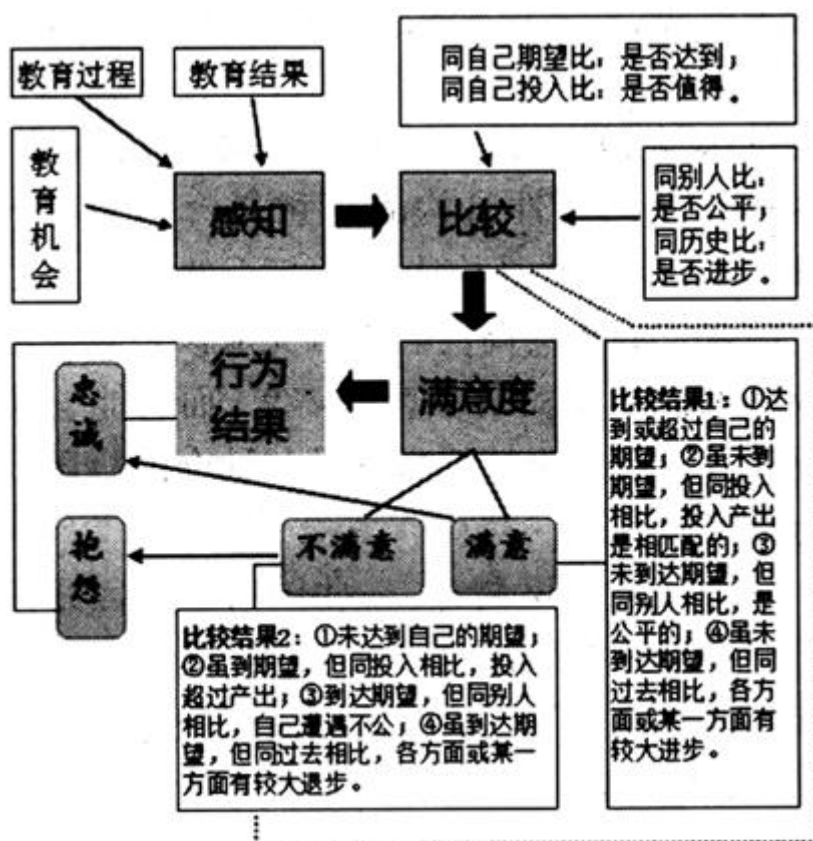 教育过程
教育结果
同自己期望比：是否达到；
同自己投入比：是否值得。
教
育
机
会
感知
比较
同别人比：
是否公平；
同历史比：
是否进步。
忠
诚
行为
结果
满意度
比较结果1：①达
到或超过自己的
期望；②虽未到
期望，但同投入
相比，投入产出
是相匹配的；③
未到达期望，但
同别人相比，是
公平的；④虽未
到达期望，但同
过去相比，各方
面或某一方面有
较大进步。
抱
怨
不满意
满意
比较结果2：①未达到自己的期望；
②虽到期望，但同投入相比，投入
超过产出；③到达期望，但同别人
相比，自己遭遇不公；④虽到达期
望，但同过去相比，各方面或某一
方面有较大退步。